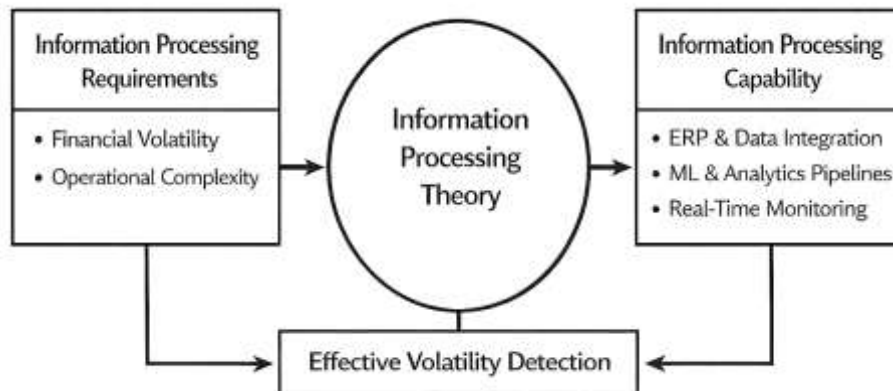 Information Processing
Requirements
• Financial Volatility
• Operational Complexity
Information
Processing
Theory
Information Processing
Capability
• ERP & Data Integration
• ML & Analytics Pipelines
• Real-Time Monitoring
Effective Volatility Detection